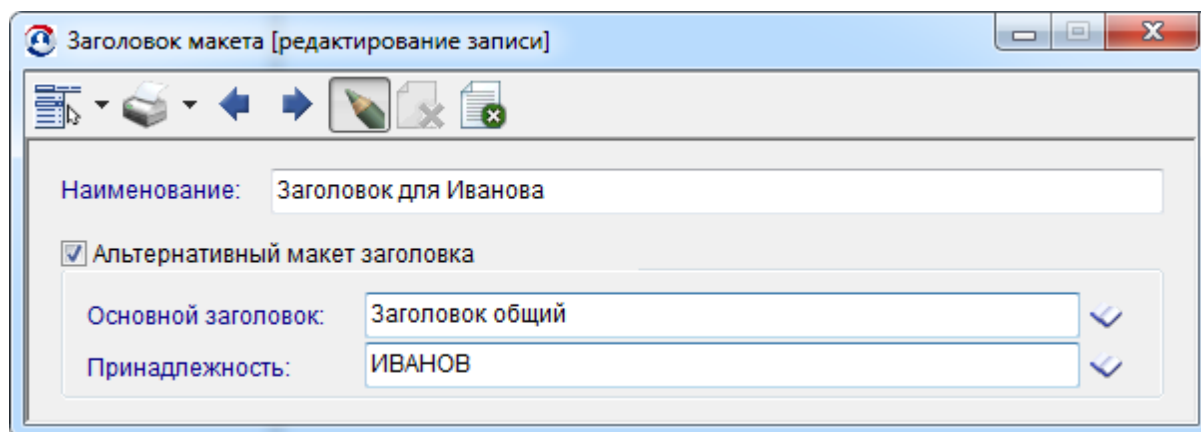 Заголовок макета [редактирование записи]
Наименование: Заголовок для Иванова
Альтернативный макет заголовка
Основной заголовок: Заголовок общий
Принадлежность: ИВАНОВ